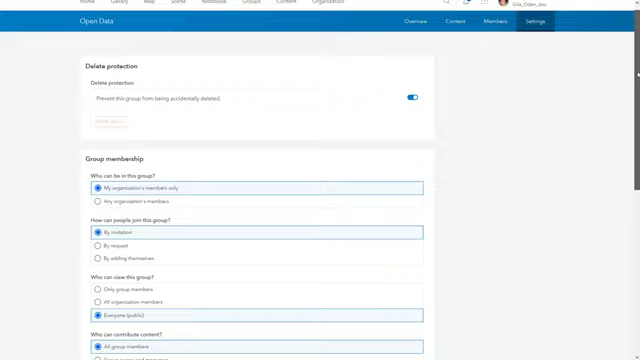 Home Gallery Map Scene Notebook Groups Content Organization
Gita_Oden_doc
Open Data Overview Content Members Settings
Delete protection
Delete protection
Prevent this group from being accidentally deleted.
Group membership
Who can be in this group?
My organization's members only
Any organization's members
How can people join this group?
By invitation
By request
By adding themselves
Who can view this group?
Only group members
All organization members
Everyone (public)
Who can contribute content?
All group members